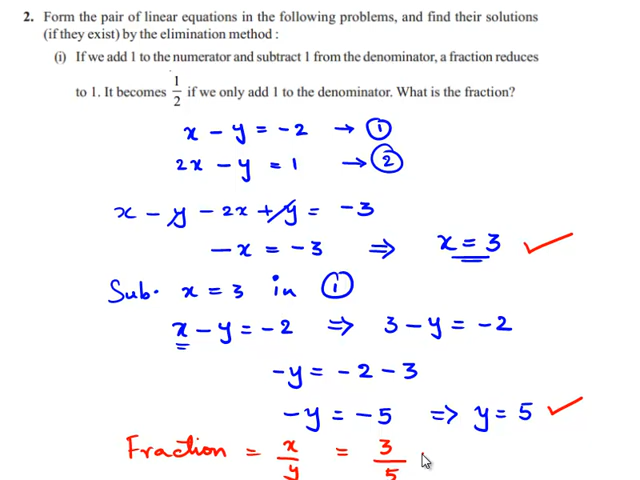 2. Form the pair of linear equations in the following problems, and find their solutions
(if they exist) by the elimination method :
(i) If we add 1 to the numerator and subtract 1 from the denominator, a fraction reduces
to 1. It becomes 1/2 if we only add 1 to the denominator. What is the fraction?
x - y = -2 → ①
2x - y = 1 → ②
x - y - 2x + y = -3
-x = -3 ⇒ x = 3 ✓
Sub. x = 3 in ①
x - y = -2 ⇒ 3 - y = -2
-y = -2 - 3
-y = -5 ⇒ y = 5 ✓
Fraction = x/y = 3/5